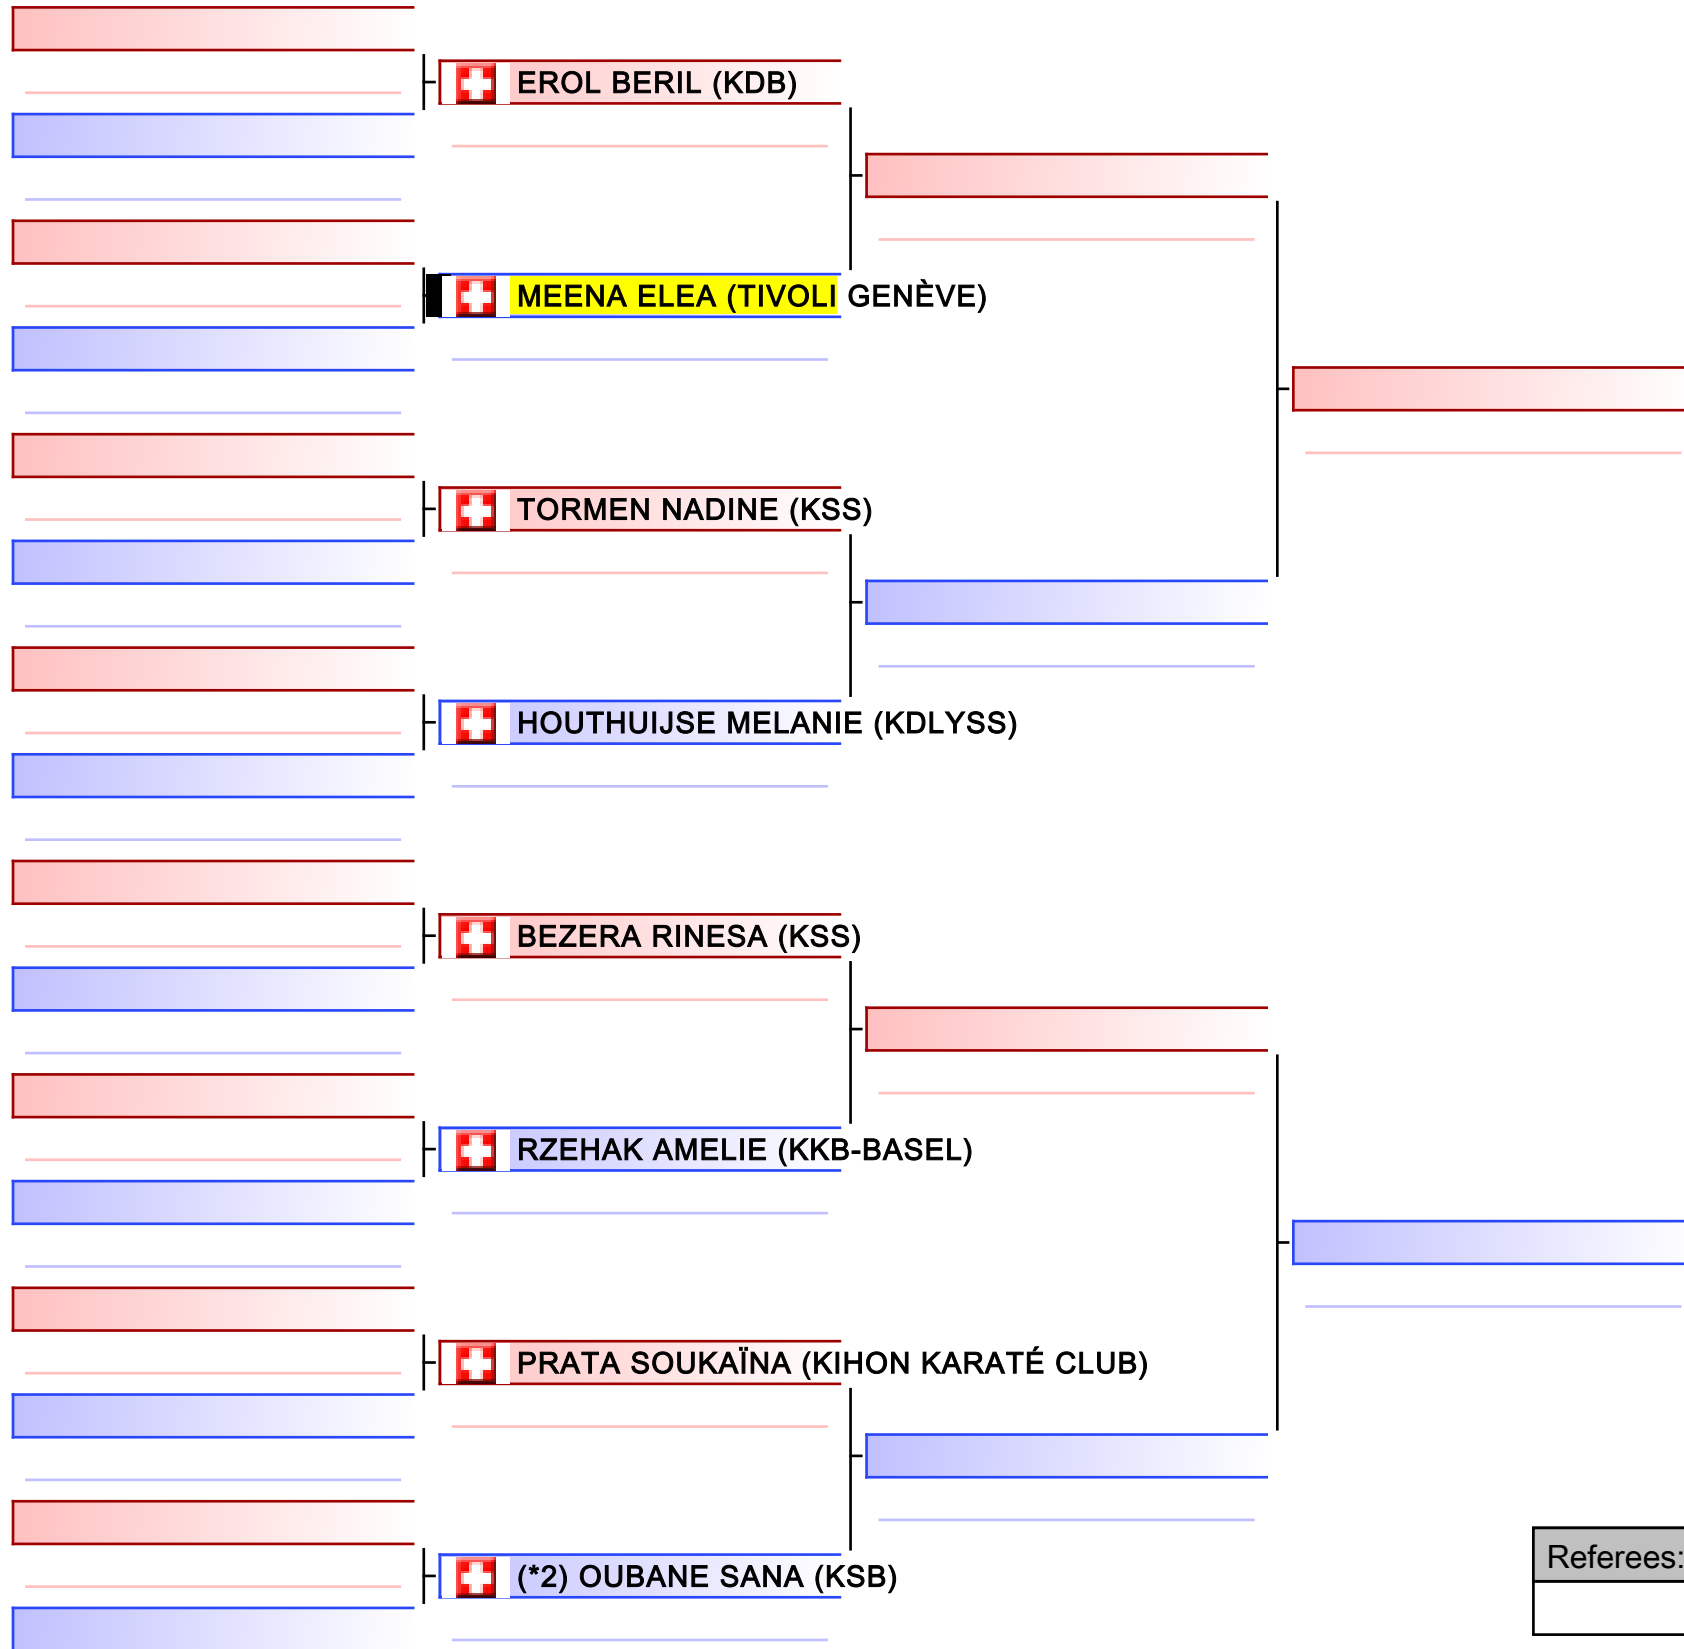 EROL BERIL (KDB)
MEENA ELEA (TIVOLI GENÈVE)
TORMEN NADINE (KSS)
HOUTHUIJSE MELANIE (KDLYSS)
BEZERA RINESA (KSS)
RZEHAK AMELIE (KKB-BASEL)
PRATA SOUKAÏNA (KIHON KARATÉ CLUB)
(*2) OUBANE SANA (KSB)
Referees: